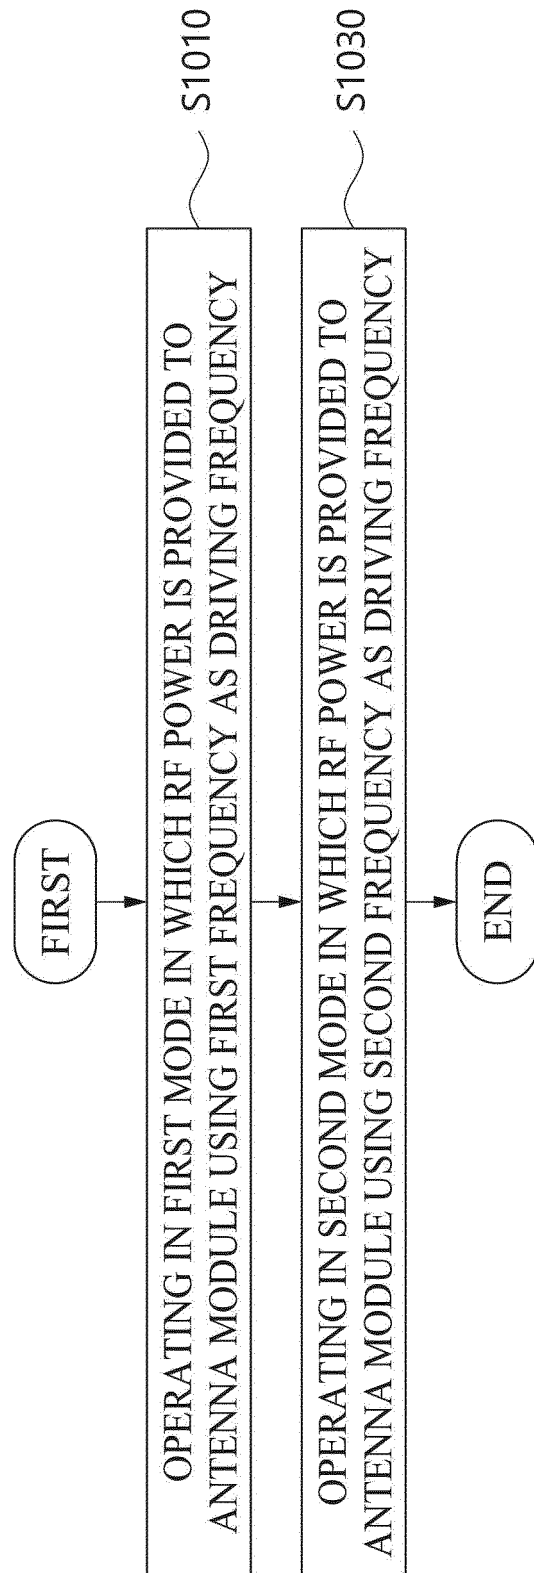 FIRST
OPERATING IN FIRST MODE IN WHICH RF POWER IS PROVIDED TO
ANTENNA MODULE USING FIRST FREQUENCY AS DRIVING FREQUENCY
S1010
OPERATING IN SECOND MODE IN WHICH RF POWER IS PROVIDED TO
ANTENNA MODULE USING SECOND FREQUENCY AS DRIVING FREQUENCY
S1030
END